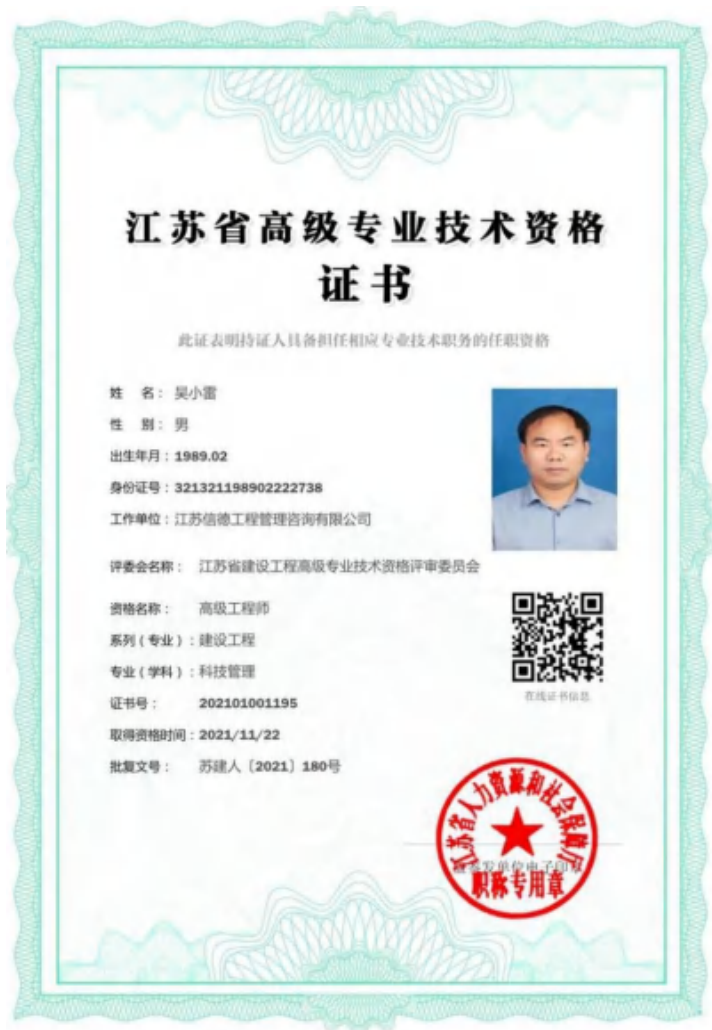 江苏省高级专业技术资格
证书
此证表明持证人具备担任相应专业技术职务的任职资格
姓 名： 吴小雷
性 别： 男
出生年月：1989.02
身份证号：321321198902222738
工作单位：江苏信德工程管理咨询有限公司
评委会名称： 江苏省建设工程高级专业技术资格评审委员会
资格名称： 高级工程师
系列（专业）：建设工程
专业（学科）：科技管理
证书号： 202101001195
取得资格时间：2021/11/22
批复文号： 苏建人〔2021〕180号
在线证书信息
江苏省人力资源和社会保障厅
发单位电子印
职称专用章